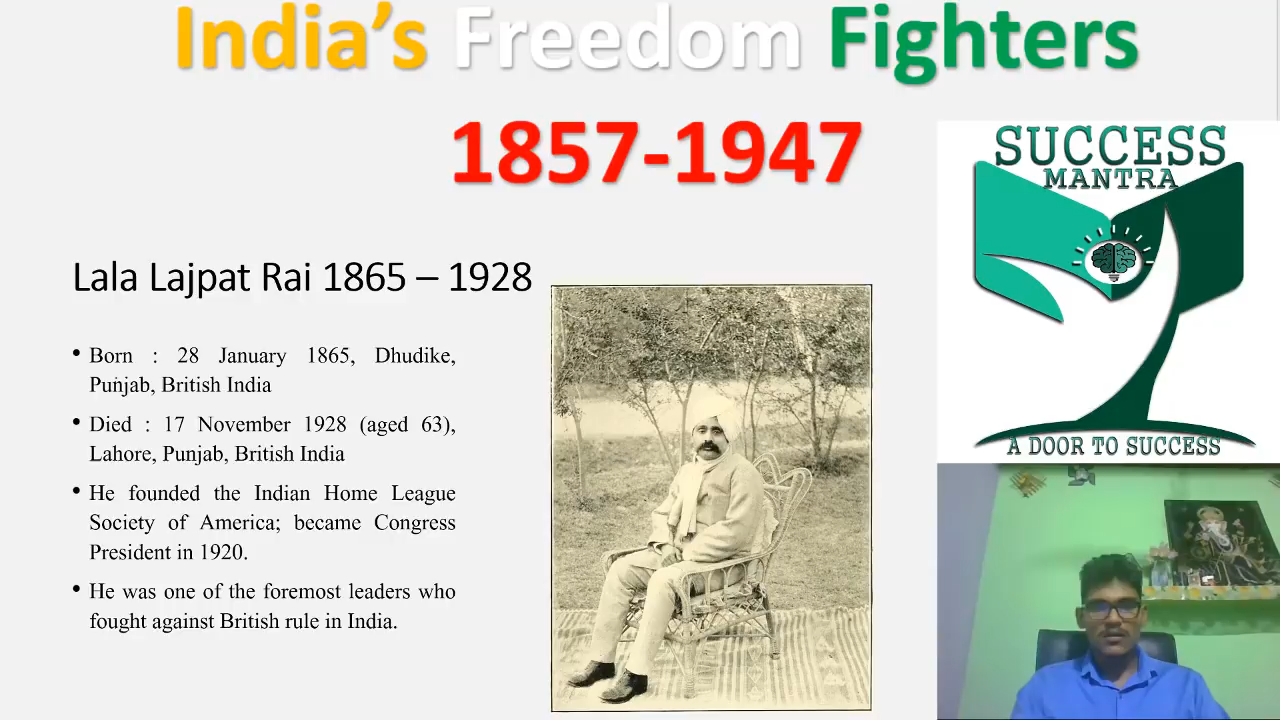 India’s Freedom Fighters
1857-1947
SUCCESS
MANTRA
Lala Lajpat Rai 1865 – 1928
• Born : 28 January 1865, Dhudike,
Punjab, British India
• Died : 17 November 1928 (aged 63),
Lahore, Punjab, British India
• He founded the Indian Home League
Society of America; became Congress
President in 1920.
• He was one of the foremost leaders who
fought against British rule in India.
A DOOR TO SUCCESS